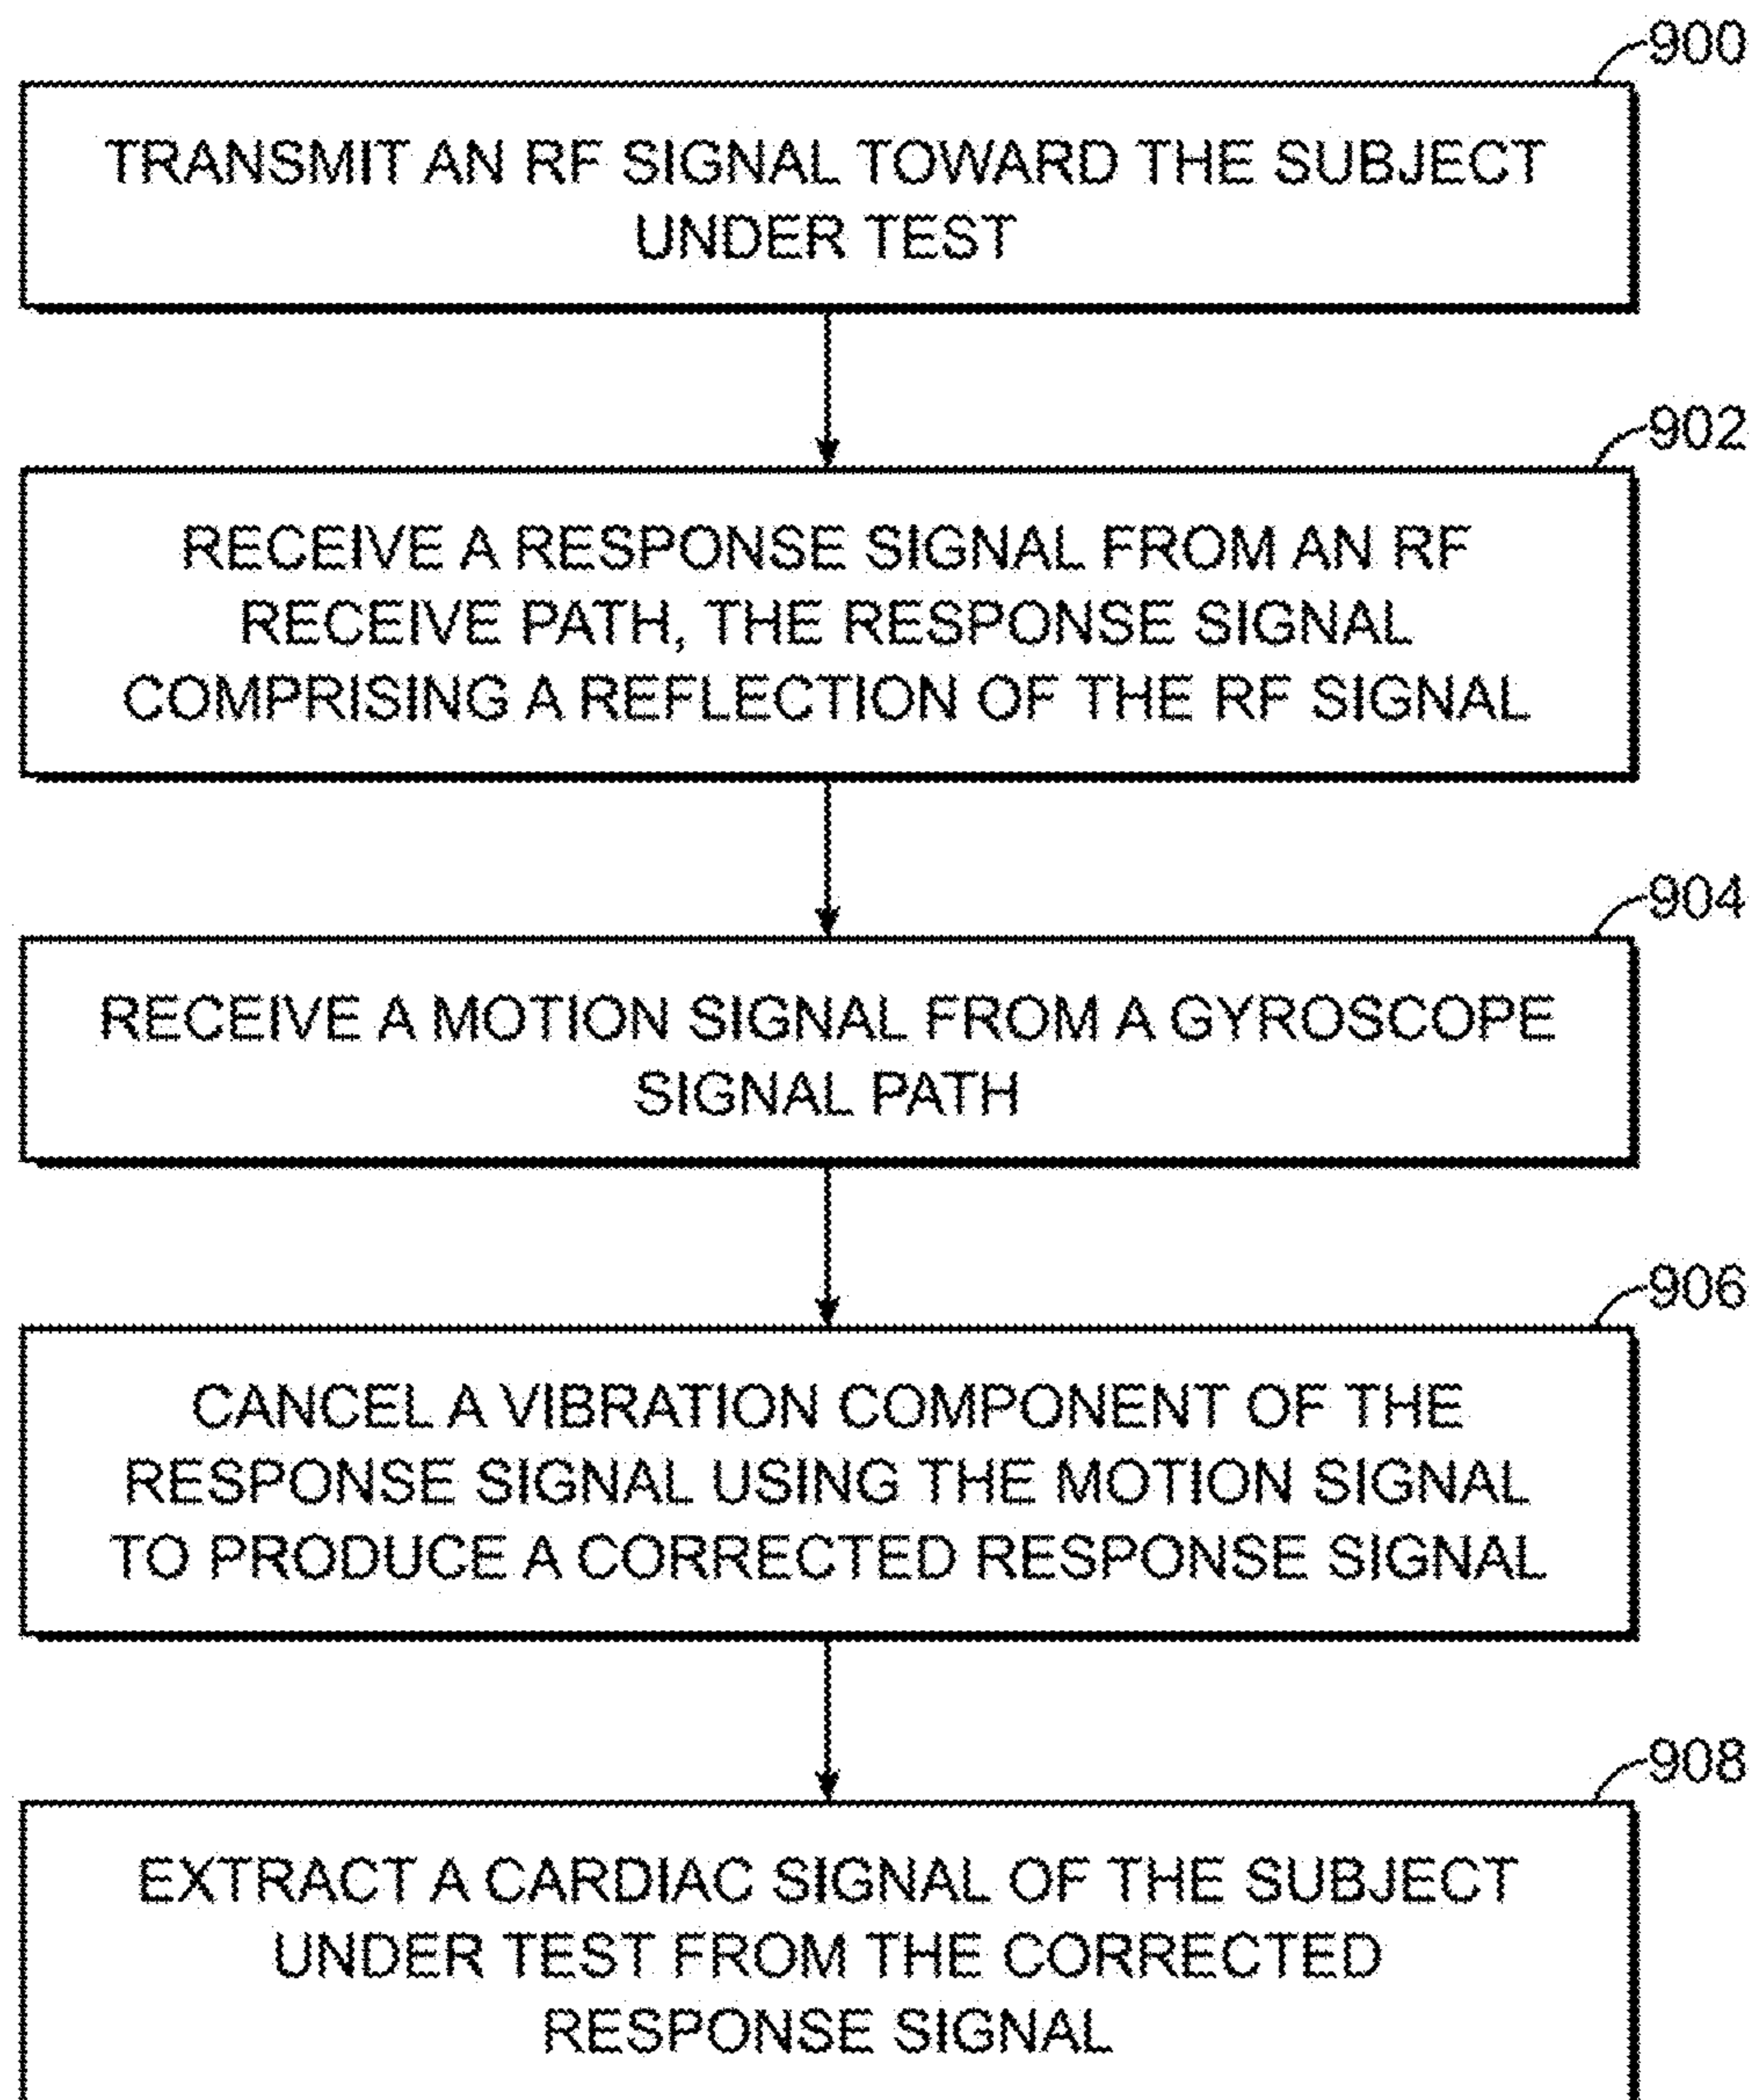 900
TRANSMIT AN RF SIGNAL TOWARD THE SUBJECT
UNDER TEST
902
RECEIVE A RESPONSE SIGNAL FROM AN RF
RECEIVE PATH, THE RESPONSE SIGNAL
COMPRISING A REFLECTION OF THE RF SIGNAL
904
RECEIVE A MOTION SIGNAL FROM A GYROSCOPE
SIGNAL PATH
906
CANCEL A VIBRATION COMPONENT OF THE
RESPONSE SIGNAL USING THE MOTION SIGNAL
TO PRODUCE A CORRECTED RESPONSE SIGNAL
908
EXTRACT A CARDIAC SIGNAL OF THE SUBJECT
UNDER TEST FROM THE CORRECTED
RESPONSE SIGNAL